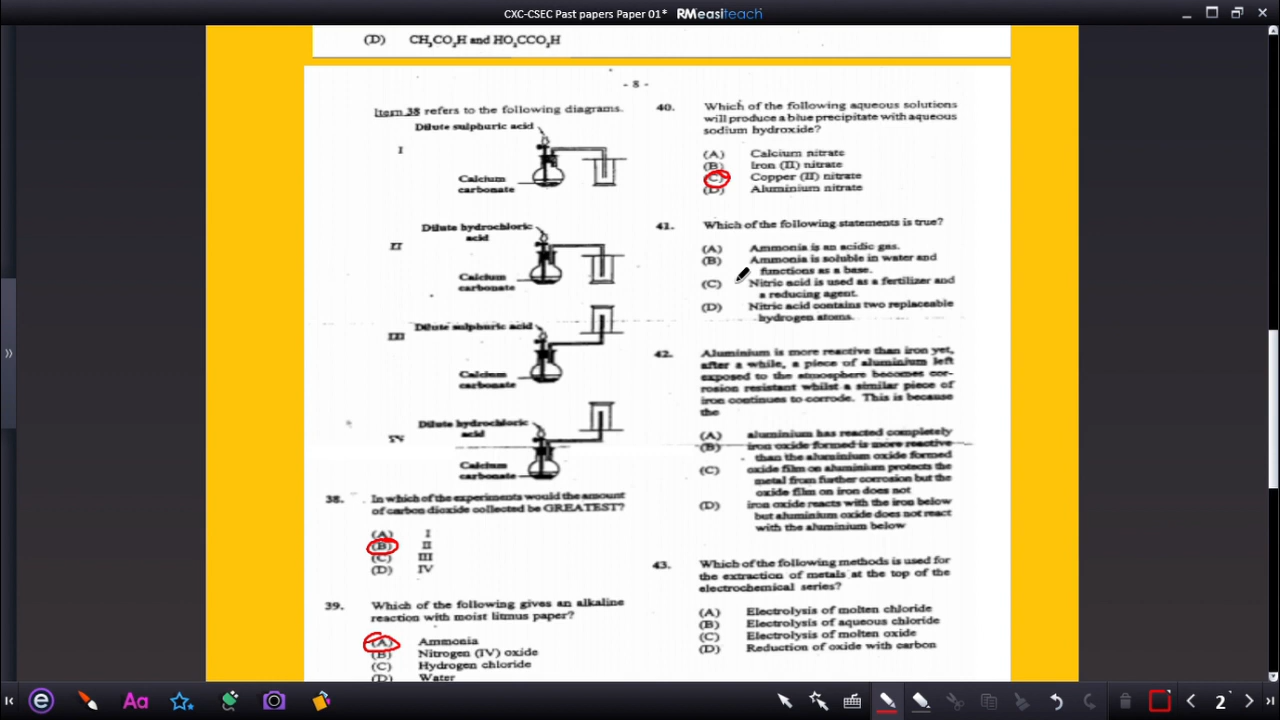 CXC-CSEC Past papers Paper 01* RMeasiteach
(D) CH₃CO₂H and HO₂CCO₂H
- 8 -
Item 38 refers to the following diagrams.
Dilute sulphuric acid
I
Calcium
carbonate
Dilute hydrochloric
acid
II
Calcium
carbonate
Dilute sulphuric acid
III
Calcium
carbonate
Dilute hydrochloric
acid
IV
Calcium
carbonate
38. In which of the experiments would the amount
of carbon dioxide collected be GREATEST?
(A) I
(B) II
(C) III
(D) IV
39. Which of the following gives an alkaline
reaction with moist litmus paper?
(A) Ammonia
(B) Nitrogen (IV) oxide
(C) Hydrogen chloride
(D) Water
40. Which of the following aqueous solutions
will produce a blue precipitate with aqueous
sodium hydroxide?
(A) Calcium nitrate
(B) Iron (II) nitrate
(C) Copper (II) nitrate
(D) Aluminium nitrate
41. Which of the following statements is true?
(A) Ammonia is an acidic gas.
(B) Ammonia is soluble in water and
functions as a base.
(C) Nitric acid is used as a fertilizer and
a reducing agent.
(D) Nitric acid contains two replaceable
hydrogen atoms.
42. Aluminium is more reactive than iron yet,
after a while, a piece of aluminium left
exposed to the atmosphere becomes cor-
rosion resistant whilst a similar piece of
iron continues to corrode. This is because
the
(A) aluminium has reacted completely
(B) iron oxide formed is more reactive
than the aluminium oxide formed
(C) oxide film on aluminium protects the
metal from further corrosion but the
oxide film on iron does not
(D) iron oxide reacts with the iron below
but aluminium oxide does not react
with the aluminium below
43. Which of the following methods is used for
the extraction of metals at the top of the
electrochemical series?
(A) Electrolysis of molten chloride
(B) Electrolysis of aqueous chloride
(C) Electrolysis of molten oxide
(D) Reduction of oxide with carbon
Aa
2